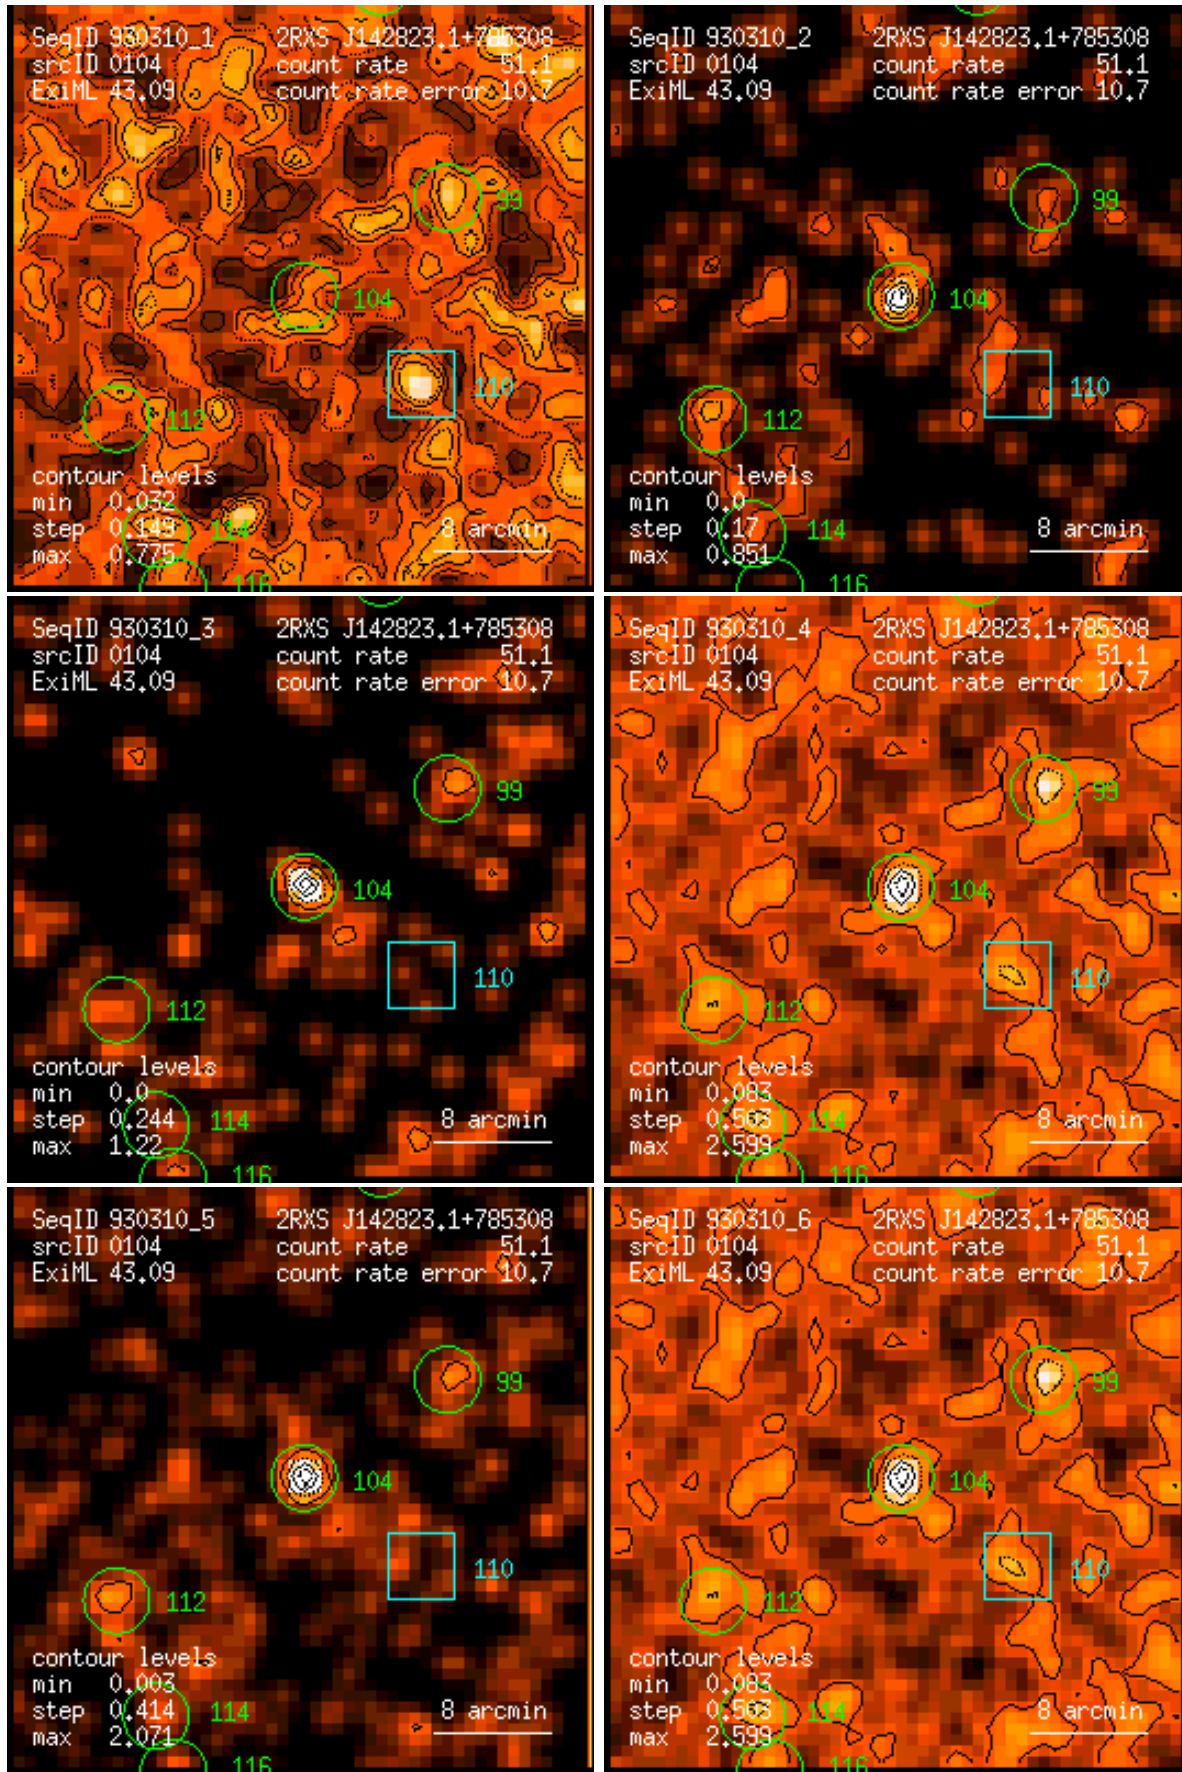 SeqID 930310_1 2RXS J142823.1+785308
srcID 0104 count rate 51.1
ExiML 43.09 count rate error 10.7
99
104
110
112
contour levels
min 0.032
step 0.149 114 8 arcmin
max 0.775
116
SeqID 930310_2 2RXS J142823.1+785308
srcID 0104 count rate 51.1
ExiML 43.09 count rate error 10.7
99
104
110
112
contour levels
min 0.0
step 0.17 114 8 arcmin
max 0.851
116
SeqID 930310_3 2RXS J142823.1+785308
srcID 0104 count rate 51.1
ExiML 43.09 count rate error 10.7
99
104
110
112
contour levels
min 0.0
step 0.244 114 8 arcmin
max 1.22
116
SeqID 930310_4 2RXS J142823.1+785308
srcID 0104 count rate 51.1
ExiML 43.09 count rate error 10.7
99
104
110
112
contour levels
min 0.083
step 0.503 114 8 arcmin
max 2.599
116
SeqID 930310_5 2RXS J142823.1+785308
srcID 0104 count rate 51.1
ExiML 43.09 count rate error 10.7
99
104
110
112
contour levels
min 0.003
step 0.414 114 8 arcmin
max 2.071
116
SeqID 930310_6 2RXS J142823.1+785308
srcID 0104 count rate 51.1
ExiML 43.09 count rate error 10.7
99
104
110
112
contour levels
min 0.083
step 0.503 114 8 arcmin
max 2.599
116